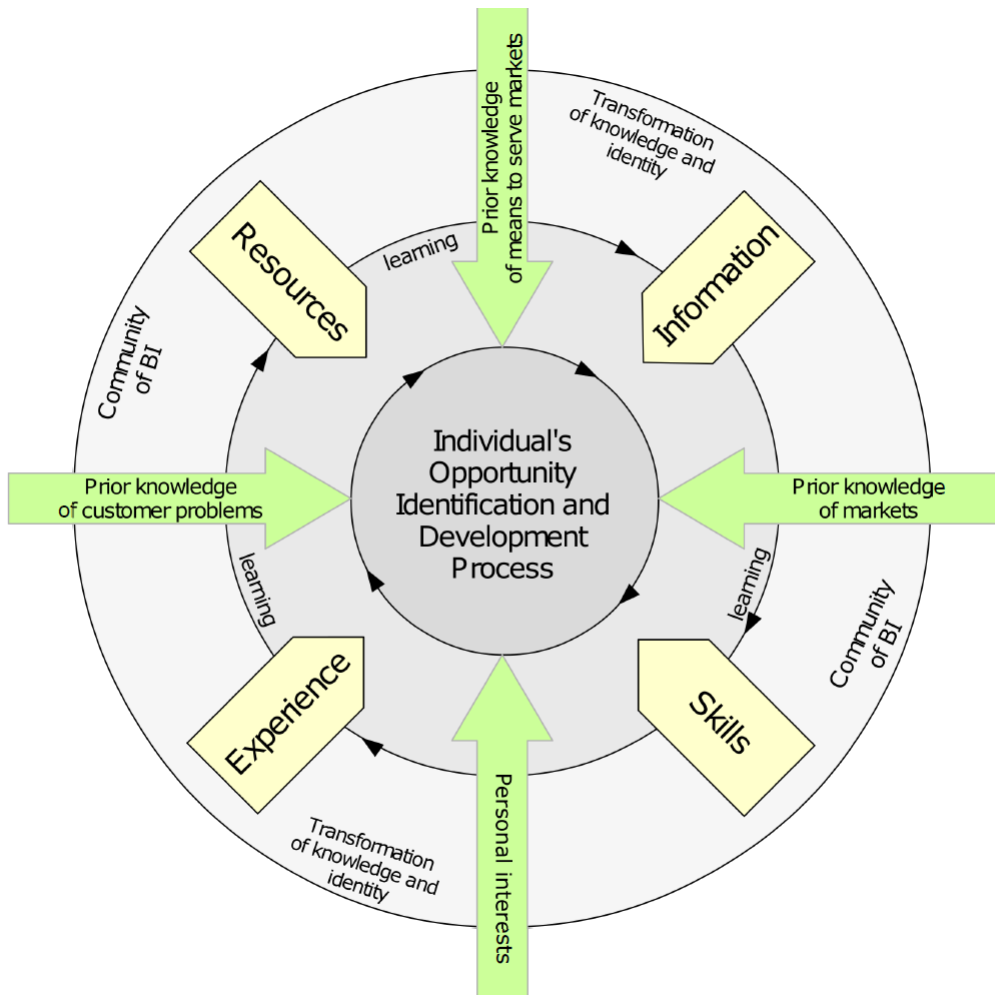 Prior knowledge
of means to serve markets
Transformation
of knowledge and
identity
Resources
learning
Information
Community
of BI
Individual's
Opportunity
Identification and
Development
Process
Prior knowledge
of customer problems
Prior knowledge
of markets
learning
learning
Community
of BI
Experience
Skills
Personal interests
Transformation
of knowledge and
identity